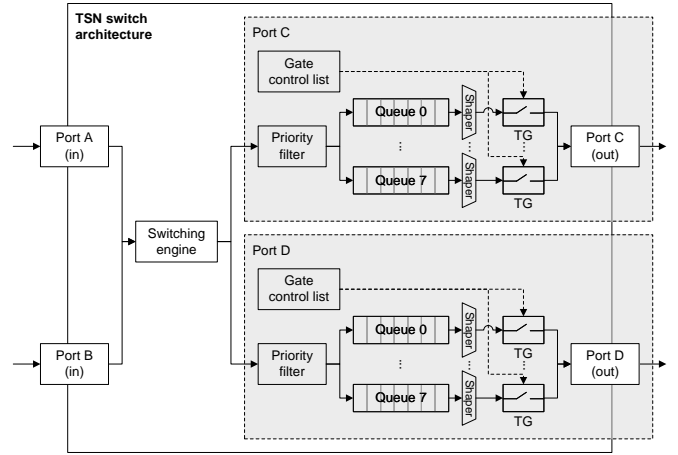 TSN switch
architecture
Port A
(in)
Port B
(in)
Switching
engine
Port C
Gate
control list
Priority
filter
Queue 0
...
Queue 7
Shaper
...
Shaper
TG
...
TG
Port C
(out)
Port D
Gate
control list
Priority
filter
Queue 0
...
Queue 7
Shaper
...
Shaper
TG
...
TG
Port D
(out)